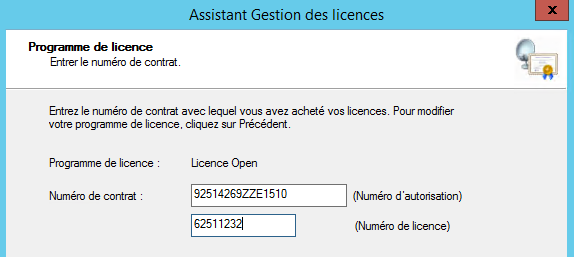 Assistant Gestion des licences
x
Programme de licence
Entrer le numéro de contrat.
Entrez le numéro de contrat avec lequel vous avez acheté vos licences. Pour modifier
votre programme de licence, cliquez sur Précédent.
Programme de licence : Licence Open
Numéro de contrat : 92514269ZZE1510 (Numéro d'autorisation)
62511232 (Numéro de licence)